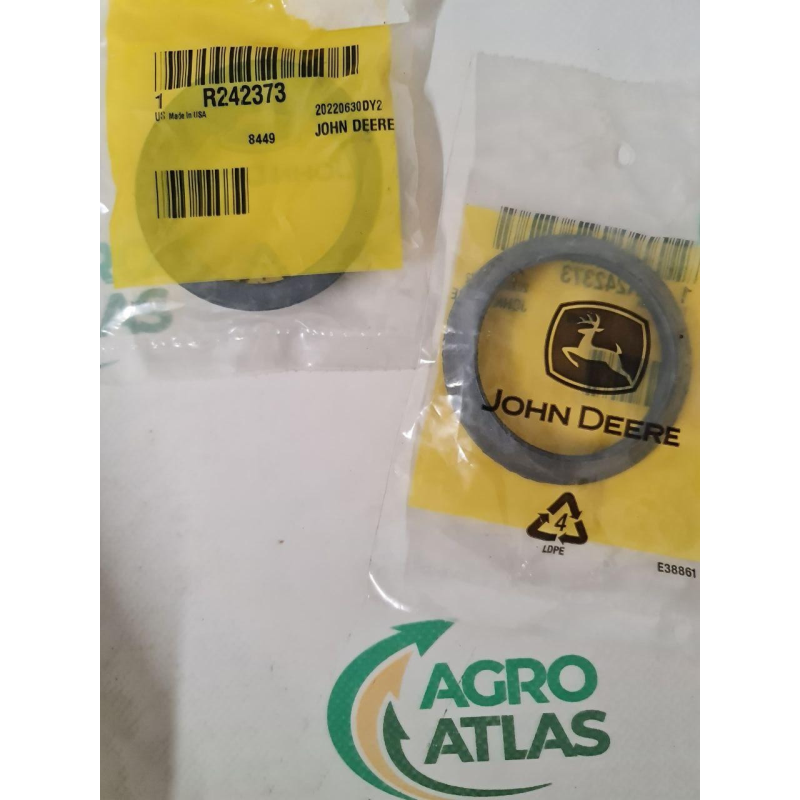 1 R242373
US Made in USA
20220630DY2
8449
JOHN DEERE
JOHN DEERE
4
LDPE
E38861
AGRO
ATLAS